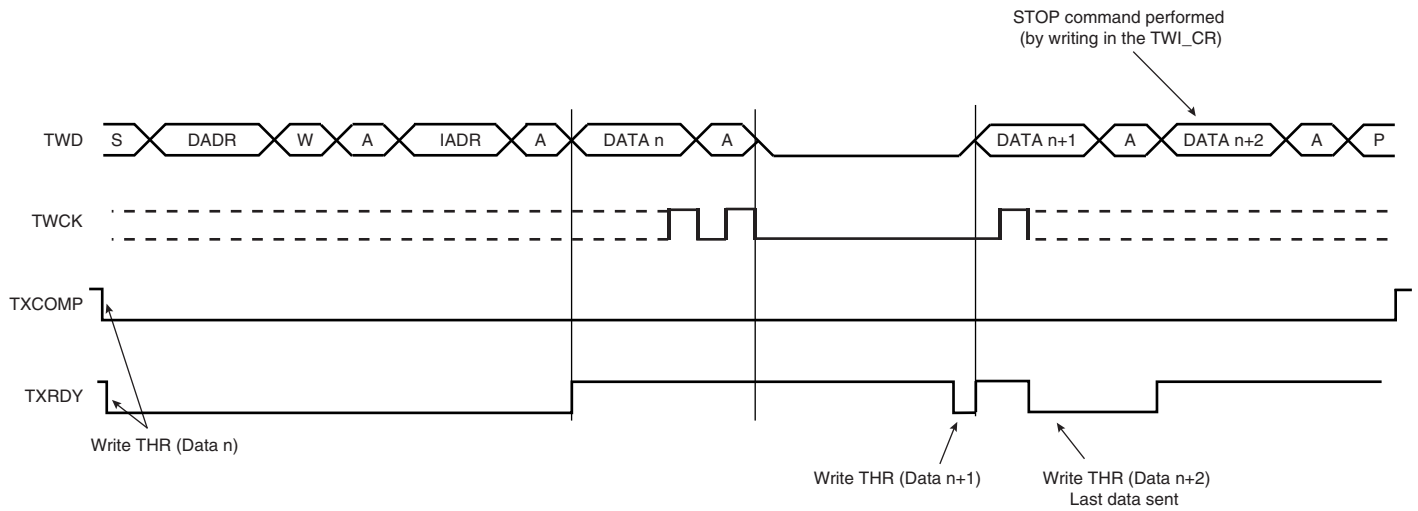 STOP command performed
(by writing in the TWI_CR)
TWD S DADR W A IADR A DATA n A DATA n+1 A DATA n+2 A P
TWCK
TXCOMP
TXRDY
Write THR (Data n)
Write THR (Data n+1)
Write THR (Data n+2)
Last data sent